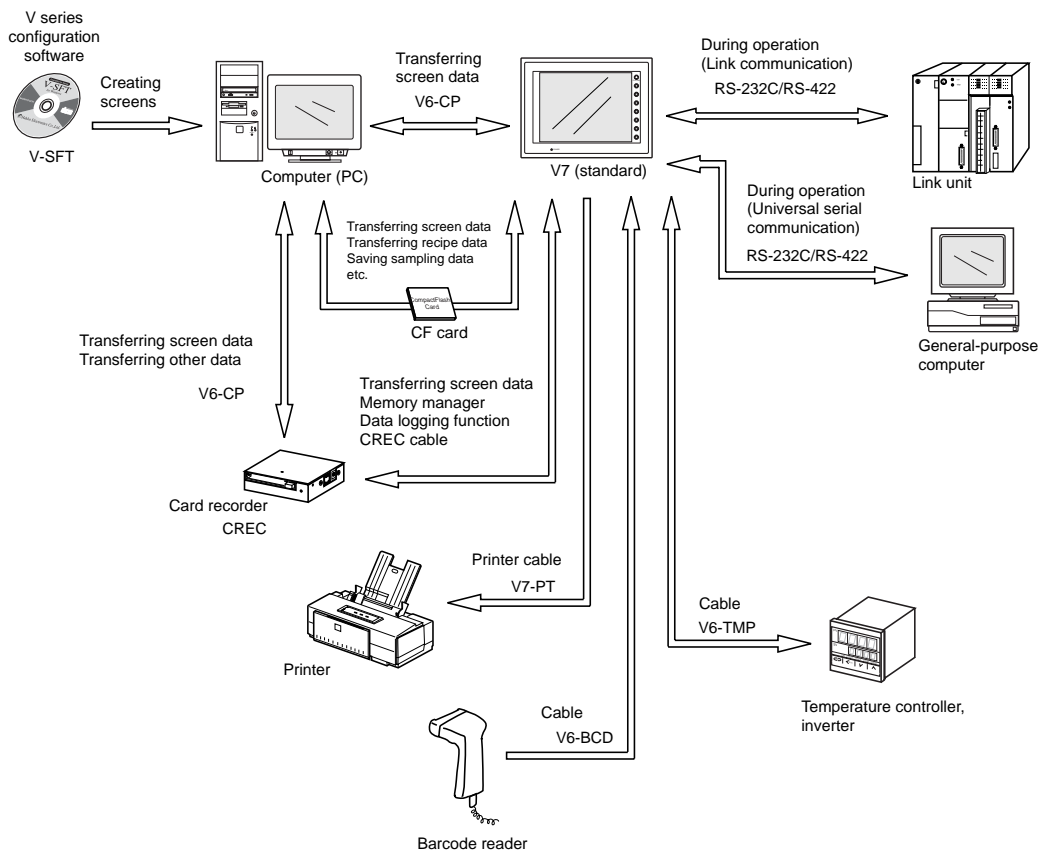 V series
configuration
software
V-SFT
V-SFT
Creating
screens
Computer (PC)
Transferring
screen data
V6-CP
V7 (standard)
During operation
(Link communication)
RS-232C/RS-422
Link unit
During operation
(Universal serial
communication)
RS-232C/RS-422
General-purpose
computer
Transferring screen data
Transferring recipe data
Saving sampling data
etc.
CompactFlash
Card
CF card
Transferring screen data
Transferring other data
V6-CP
Transferring screen data
Memory manager
Data logging function
CREC cable
Card recorder
CREC
Printer cable
V7-PT
Printer
Cable
V6-TMP
Temperature controller,
inverter
Cable
V6-BCD
Barcode reader